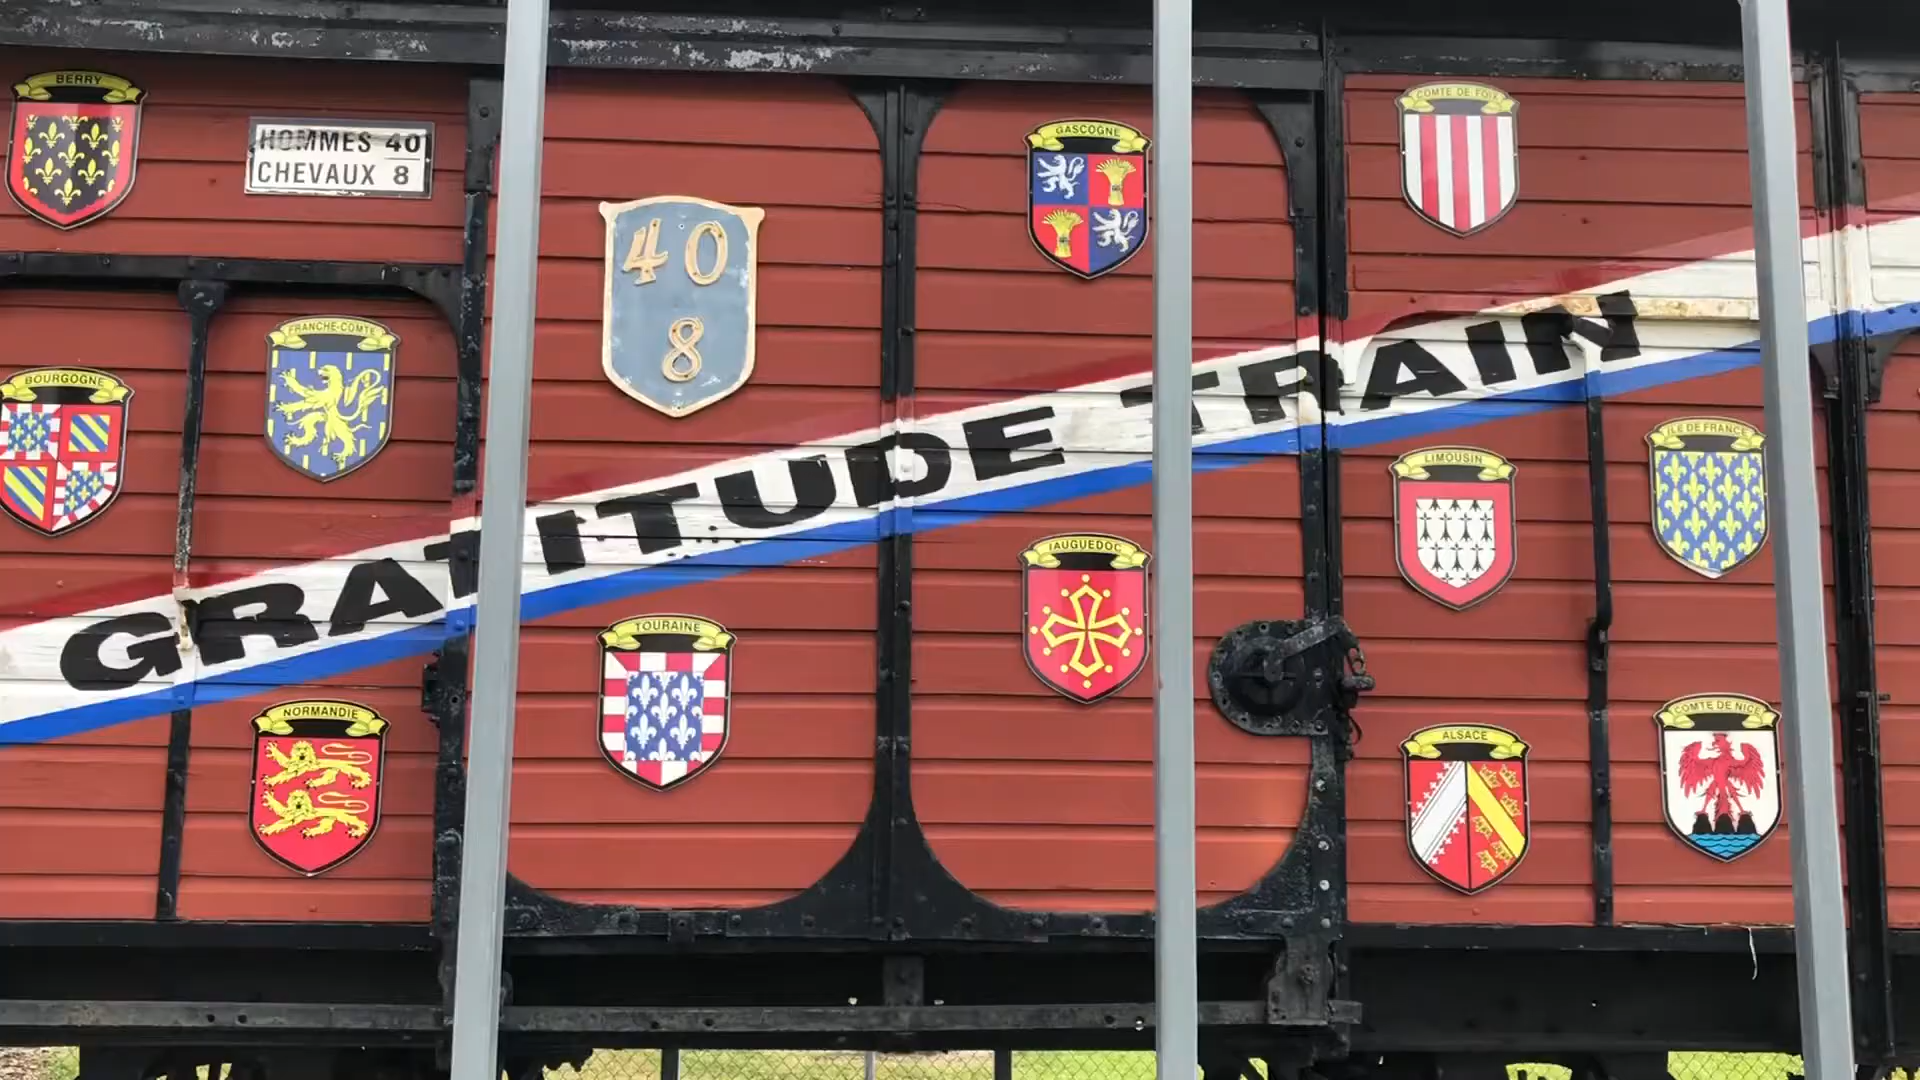 BERRY
HOMMES 40
CHEVAUX 8
40
8
GASCOGNE
COMTE DE FOIX
BOURGOGNE
FRANCHE-COMTE
GRATITUDE TRAIN
LIMOUSIN
ILE DE FRANCE
IAUGUEDOC
TOURAINE
NORMANDIE
ALSACE
COMTE DE NICE